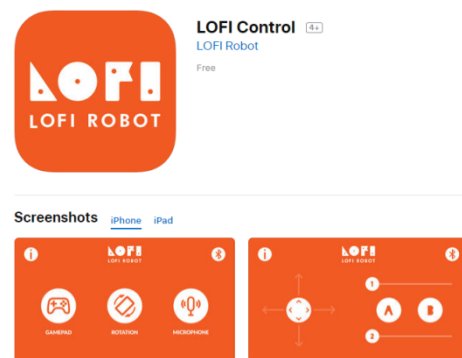 LOFI
LOFI ROBOT
LOFI Control 4+
LOFI Robot
Free
Screenshots iPhone iPad
i LOFI
LOFI ROBOT
GAMEPAD ROTATION MICROPHONE
i LOFI
LOFI ROBOT
1
A B
2